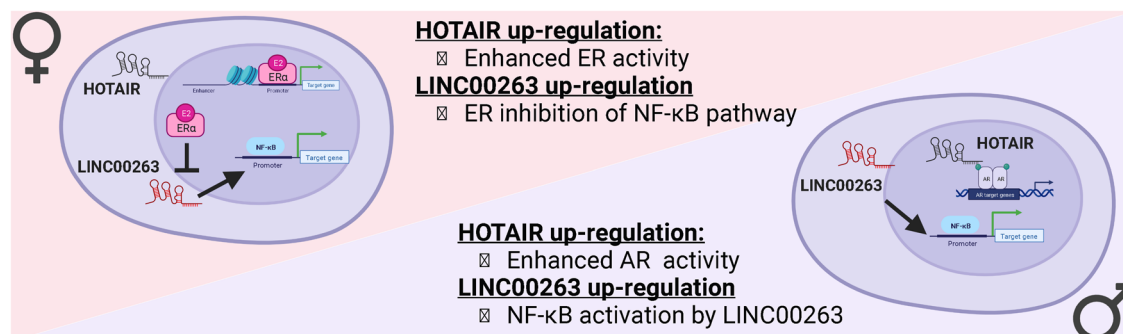 HOTAIR
E2
ERα
Enhancer
Promoter
Target gene
E2
ERα
LINC00263
NF-κB
Promoter
Target gene
HOTAIR up-regulation:
Enhanced ER activity
LINC00263 up-regulation
ER inhibition of NF-κB pathway
HOTAIR up-regulation:
Enhanced AR activity
LINC00263 up-regulation
NF-κB activation by LINC00263
HOTAIR
LINC00263
AR AR
AR target genes
NF-κB
Promoter
Target gene